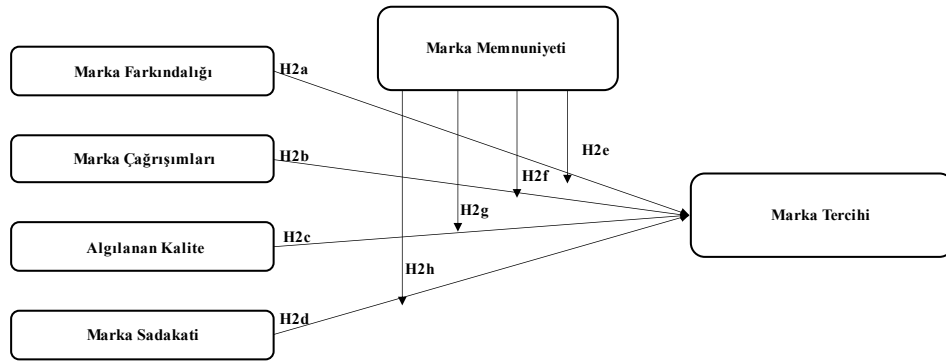 Marka Memnuniyeti
Marka Farkındalığı
H2a
Marka Çağrışımları
H2b
H2e
H2f
H2g
Marka Tercihi
Algılanan Kalite
H2c
H2h
Marka Sadakati
H2d